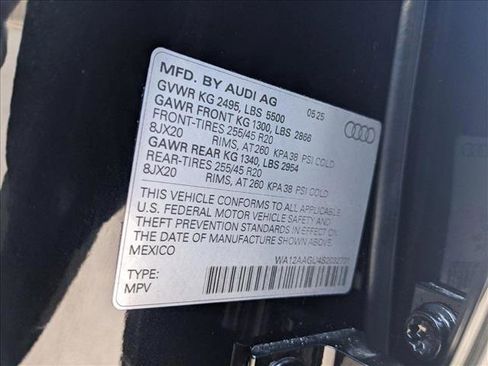 MFD. BY AUDI AG
GVWR KG 2495, LBS 5500 05/25
GAWR FRONT KG 1300, LBS 2866
FRONT-TIRES 255/45 R20
8JX20 RIMS, AT 260 KPA 38 PSI COLD
GAWR REAR KG 1340, LBS 2954
REAR-TIRES 255/45 R20
8JX20 RIMS, AT 260 KPA 38 PSI COLD
THIS VEHICLE CONFORMS TO ALL APPLICABLE
U.S. FEDERAL MOTOR VEHICLE SAFETY AND
THEFT PREVENTION STANDARDS IN EFFECT ON
THE DATE OF MANUFACTURE SHOWN ABOVE.
MEXICO
TYPE:
MPV